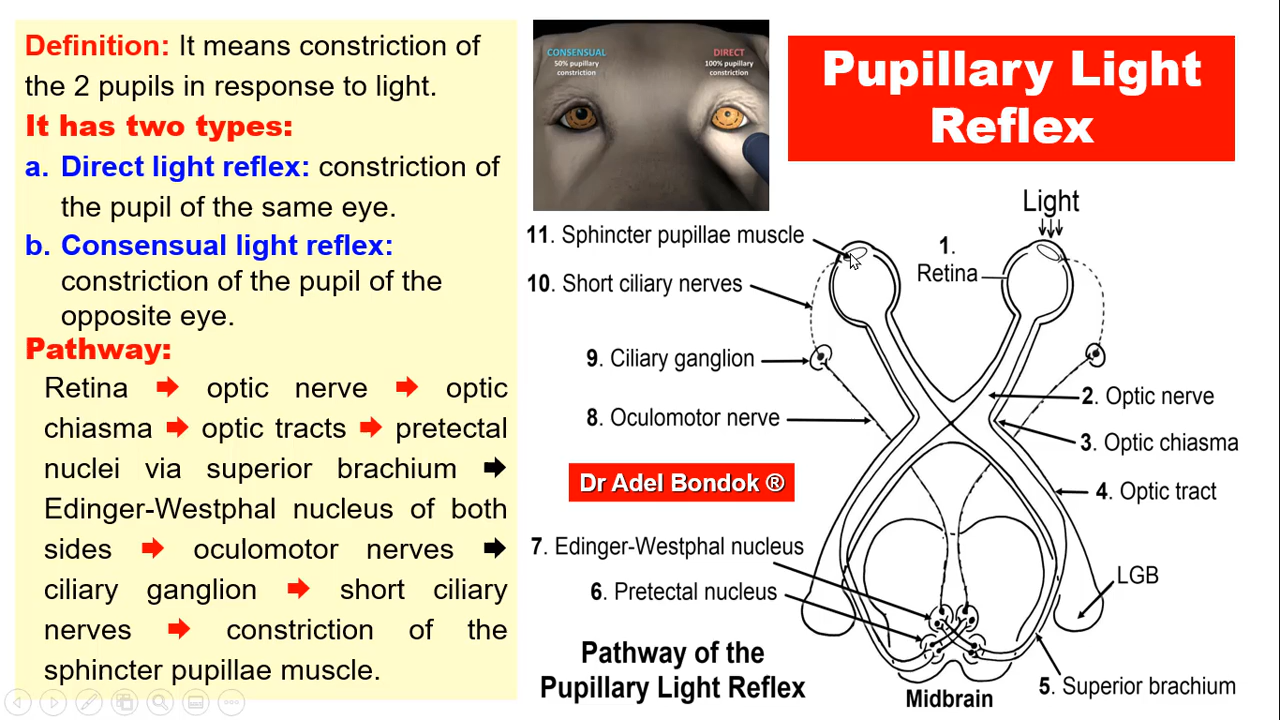 Definition: It means constriction of
the 2 pupils in response to light.
It has two types:
a. Direct light reflex: constriction of
the pupil of the same eye.
b. Consensual light reflex:
constriction of the pupil of the
opposite eye.
Pathway:
Retina ➡ optic nerve ➡ optic
chiasma ➡ optic tracts ➡ pretectal
nuclei via superior brachium ➡
Edinger-Westphal nucleus of both
sides ➡ oculomotor nerves ➡
ciliary ganglion ➡ short ciliary
nerves ➡ constriction of the
sphincter pupillae muscle.
CONSENSUAL
50% pupillary
constriction
DIRECT
100% pupillary
constriction
Pupillary Light
Reflex
Light
11. Sphincter pupillae muscle
1.
Retina
10. Short ciliary nerves
9. Ciliary ganglion
2. Optic nerve
8. Oculomotor nerve
3. Optic chiasma
Dr Adel Bondok ®
4. Optic tract
7. Edinger-Westphal nucleus
LGB
6. Pretectal nucleus
Pathway of the
Pupillary Light Reflex
5. Superior brachium
Midbrain